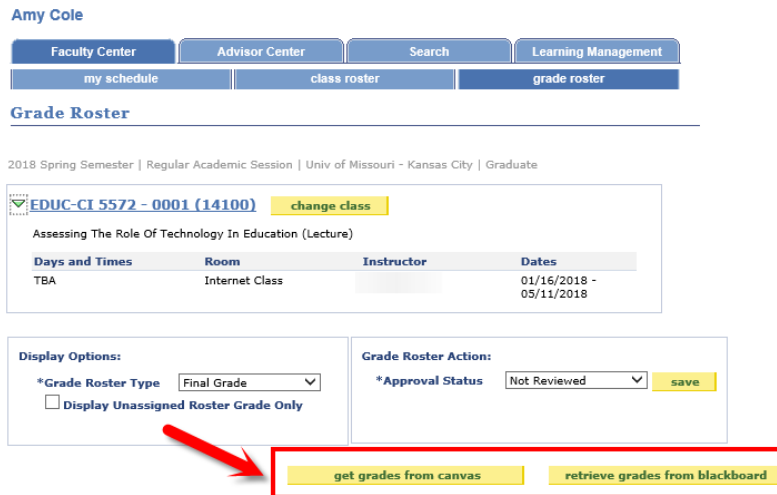 Amy Cole
Faculty Center Advisor Center Search Learning Management
my schedule class roster grade roster
Grade Roster
2018 Spring Semester | Regular Academic Session | Univ of Missouri - Kansas City | Graduate
EDUC-CI 5572 - 0001 (14100) change class
Assessing The Role Of Technology In Education (Lecture)
Days and Times Room Instructor Dates
TBA Internet Class 01/16/2018 -
05/11/2018
Display Options: Grade Roster Action:
*Grade Roster Type Final Grade *Approval Status Not Reviewed save
Display Unassigned Roster Grade Only
get grades from canvas retrieve grades from blackboard